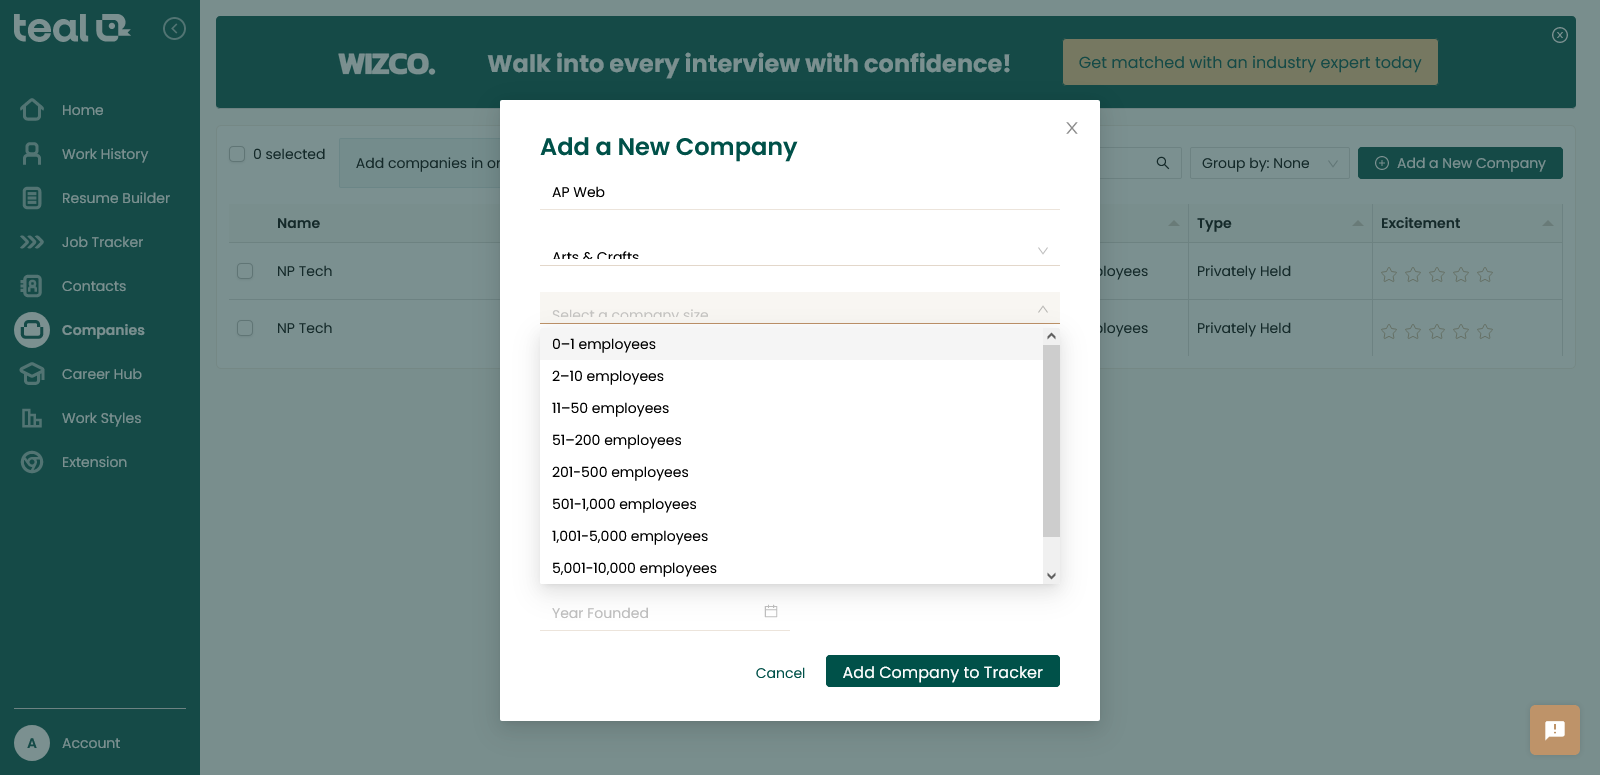 teal
Home
Work History
Resume Builder
Job Tracker
Contacts
Companies
Career Hub
Work Styles
Extension
A Account
WIZCO. Walk into every interview with confidence! Get matched with an industry expert today
0 selected
Add companies in or
Group by: None
Add a New Company
Name Type Excitement
NP Tech loyees Privately Held
NP Tech loyees Privately Held
Add a New Company
AP Web
Arts & Crafts
Select a company size
0–1 employees
2–10 employees
11–50 employees
51–200 employees
201-500 employees
501-1,000 employees
1,001-5,000 employees
5,001-10,000 employees
Year Founded
Cancel Add Company to Tracker